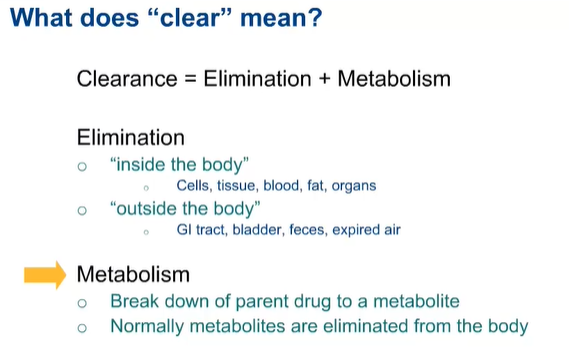 What does “clear” mean?
Clearance = Elimination + Metabolism
Elimination
“inside the body”
Cells, tissue, blood, fat, organs
“outside the body”
GI tract, bladder, feces, expired air
Metabolism
Break down of parent drug to a metabolite
Normally metabolites are eliminated from the body